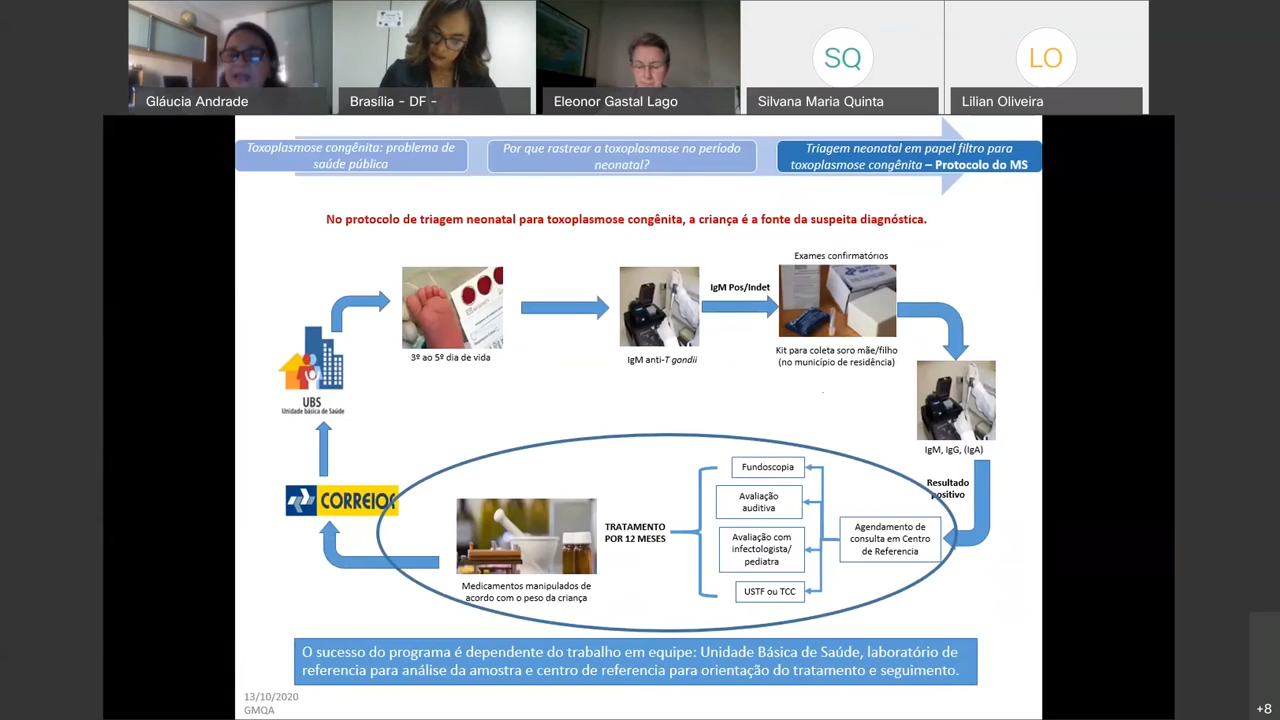 SQ
LO
Gláucia Andrade
Brasília - DF -
Eleonor Gastal Lago
Silvana Maria Quinta
Lilian Oliveira
Toxoplasmose congênita: problema de
saúde pública
Por que rastrear a toxoplasmose no período
neonatal?
Triagem neonatal em papel filtro para
toxoplasmose congênita – Protocolo do MS
No protocolo de triagem neonatal para toxoplasmose congênita, a criança é a fonte da suspeita diagnóstica.
3º ao 5º dia de vida
IgM anti-T gondii
IgM Pos/Indet
Exames confirmatórios
Kit para coleta soro mãe/filho
(no município de residência)
UBS
Unidade básica de Saúde
IgM, IgG, (IgA)
Resultado
positivo
Agendamento de
consulta em Centro
de Referencia
Fundoscopia
Avaliação
auditiva
Avaliação com
infectologista/
pediatra
USTF ou TCC
TRATAMENTO
POR 12 MESES
Medicamentos manipulados de
acordo com o peso da criança
CORREIOS
O sucesso do programa é dependente do trabalho em equipe: Unidade Básica de Saúde, laboratório de
referencia para análise da amostra e centro de referencia para orientação do tratamento e seguimento.
13/10/2020
GMQA
+8